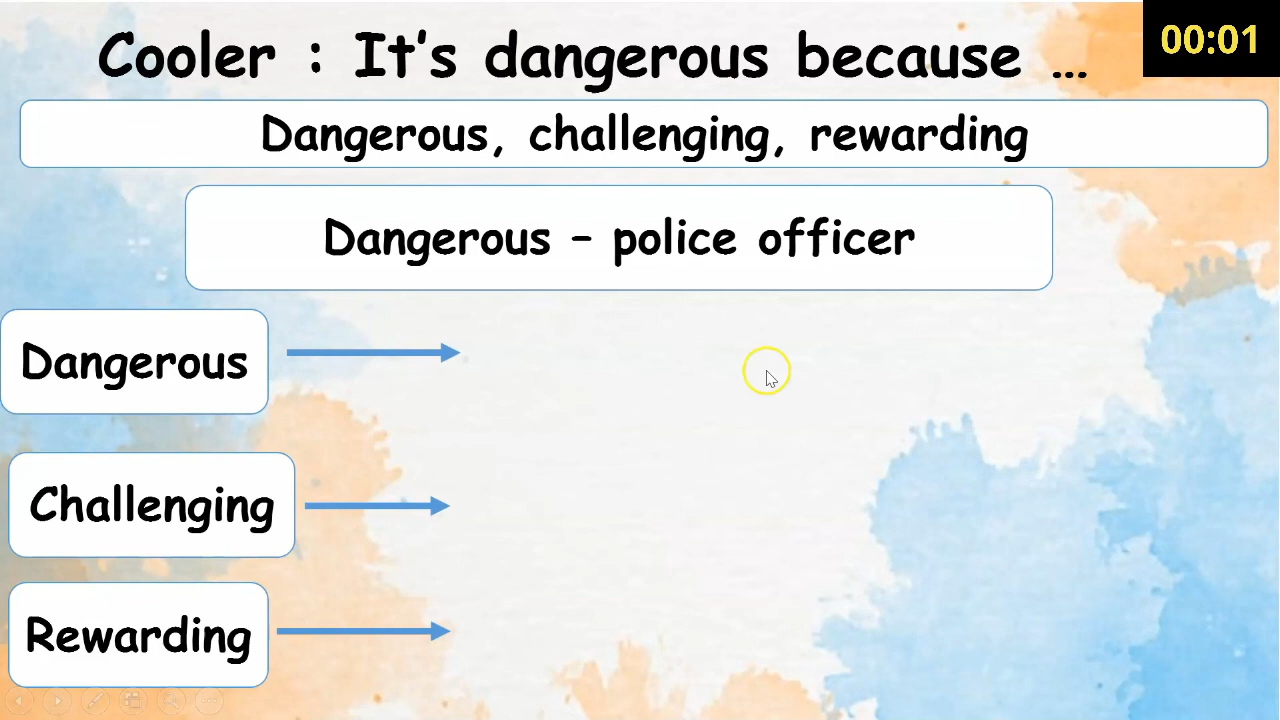 Cooler : It's dangerous because ...
00:01
Dangerous, challenging, rewarding
Dangerous – police officer
Dangerous
Challenging
Rewarding